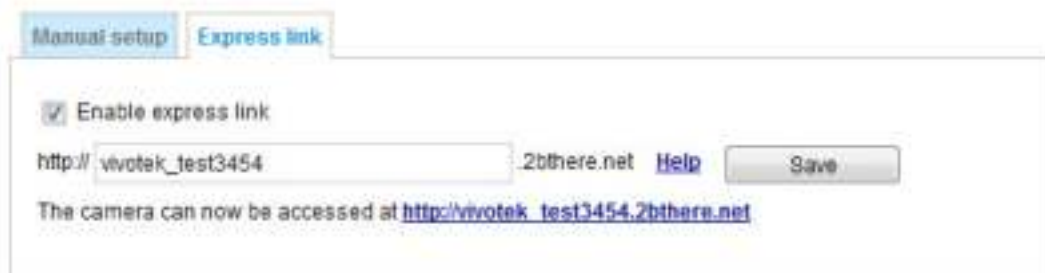 Manual setup Express link
Enable express link
http:// vivotek_test3454 .2bthere.net Help Save
The camera can now be accessed at http://vivotek_test3454.2bthere.net